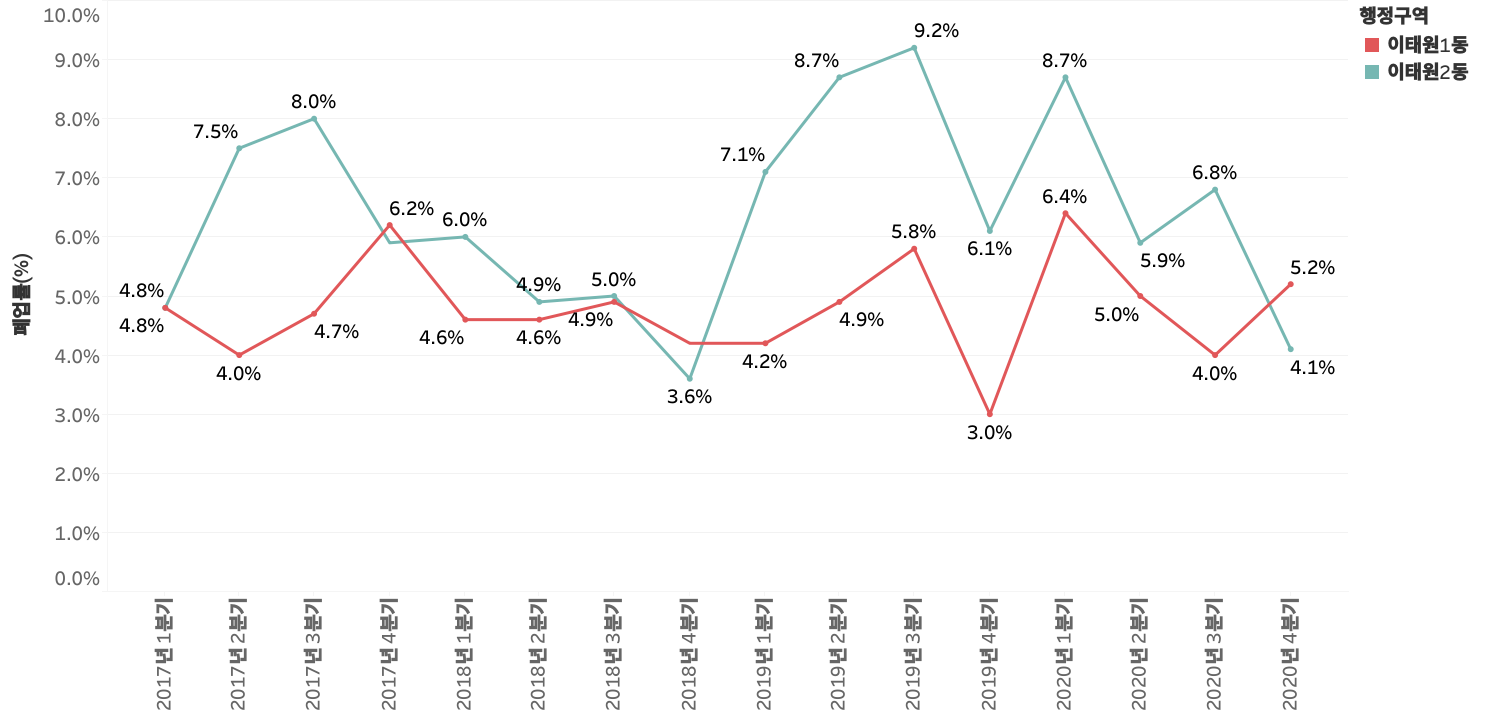 10.0%
9.0%
8.0%
7.0%
6.0%
5.0%
4.0%
3.0%
2.0%
1.0%
0.0%
폐업률(%)
4.8%
4.8%
7.5%
4.0%
8.0%
4.7%
6.2%
6.0%
4.6%
4.9%
4.6%
5.0%
4.9%
3.6%
7.1%
4.2%
8.7%
4.9%
9.2%
5.8%
6.1%
3.0%
8.7%
6.4%
5.9%
5.0%
6.8%
4.0%
5.2%
4.1%
2017년 1분기
2017년 2분기
2017년 3분기
2017년 4분기
2018년 1분기
2018년 2분기
2018년 3분기
2018년 4분기
2019년 1분기
2019년 2분기
2019년 3분기
2019년 4분기
2020년 1분기
2020년 2분기
2020년 3분기
2020년 4분기
행정구역
이태원1동
이태원2동